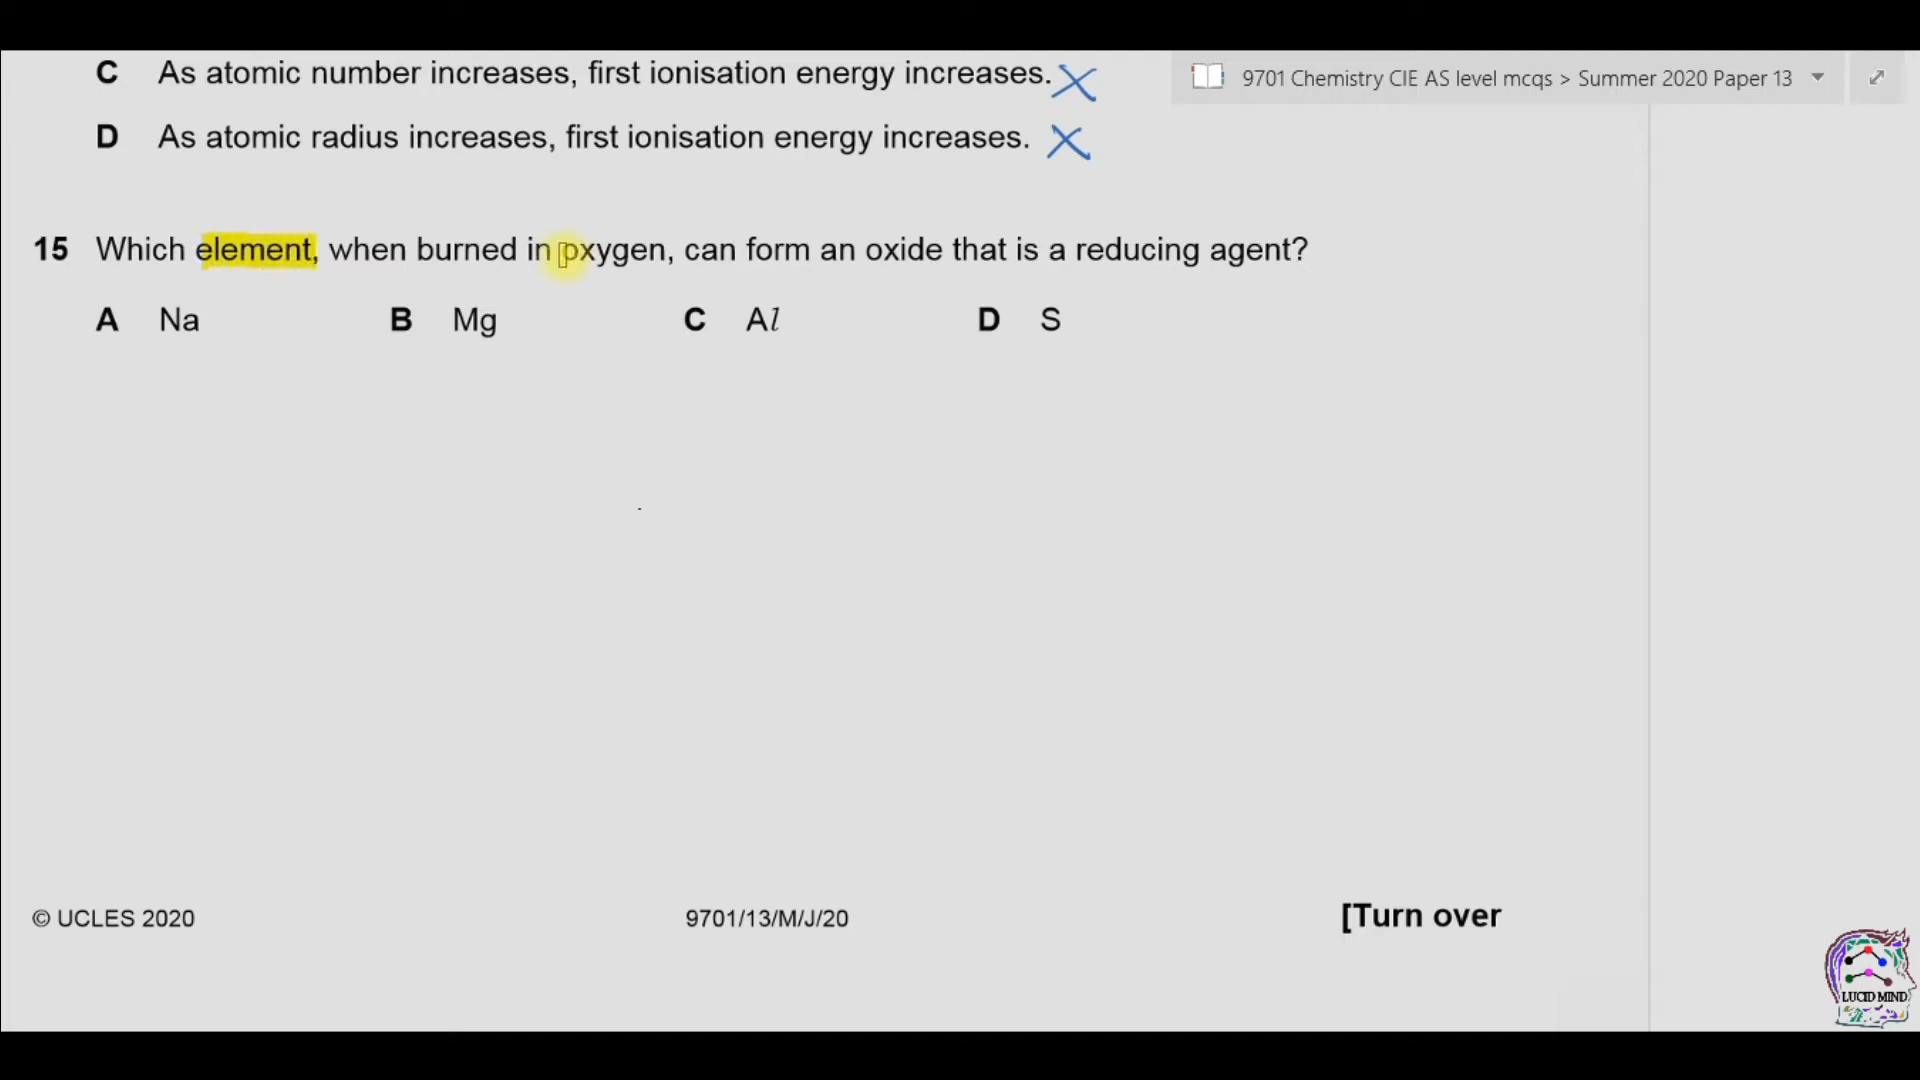 C As atomic number increases, first ionisation energy increases.
9701 Chemistry CIE AS level mcqs > Summer 2020 Paper 13
D As atomic radius increases, first ionisation energy increases.
15 Which element, when burned in oxygen, can form an oxide that is a reducing agent?
A Na B Mg C Al D S
© UCLES 2020 9701/13/M/J/20 [Turn over
LUCID MIND